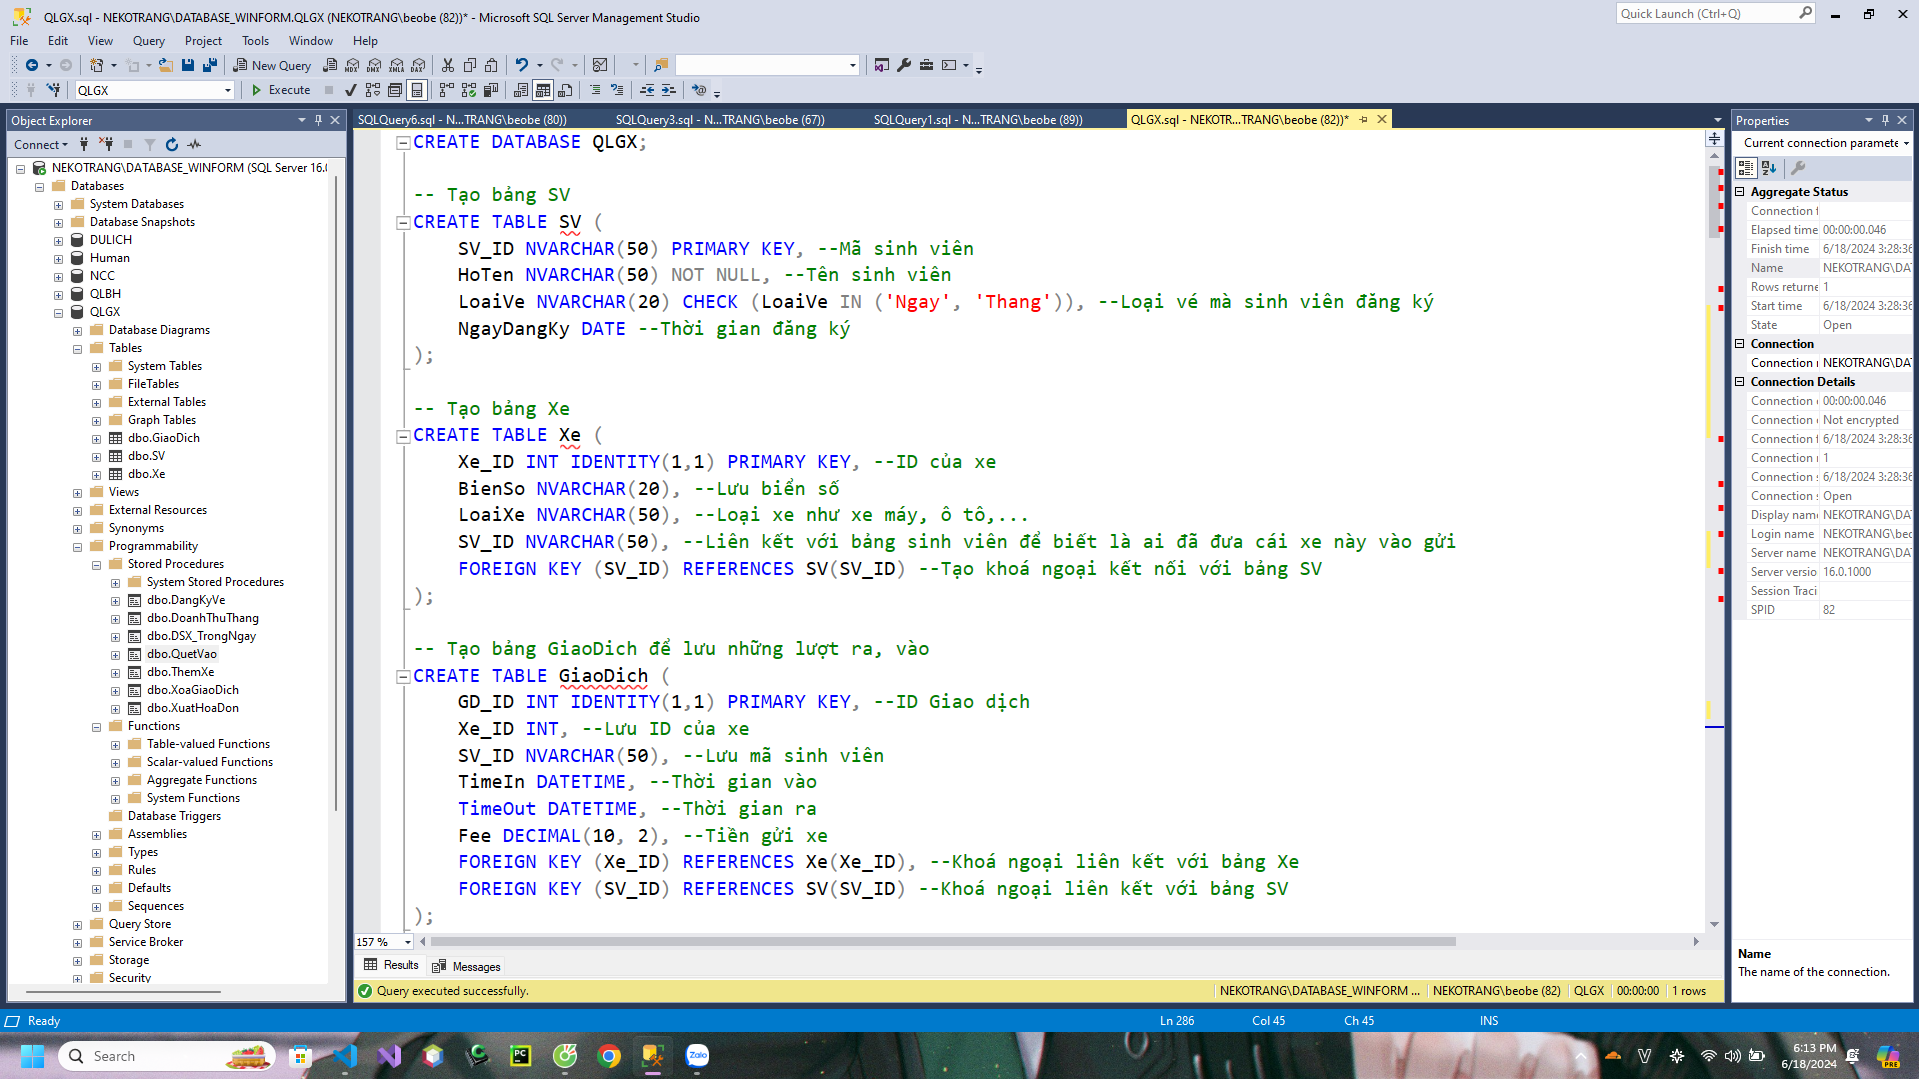 QLGX.sql - NEKOTRANG\DATABASE_WINFORM.QLGX (NEKOTRANG\beobe (82))* - Microsoft SQL Server Management Studio
Quick Launch (Ctrl+Q)
File Edit View Query Project Tools Window Help
New Query
MDX DMX XMLA DAX
QLGX
Execute
Object Explorer
Connect
NEKOTRANG\DATABASE_WINFORM (SQL Server 16.0
Databases
System Databases
Database Snapshots
DULICH
Human
NCC
QLBH
QLGX
Database Diagrams
Tables
System Tables
FileTables
External Tables
Graph Tables
dbo.GiaoDich
dbo.SV
dbo.Xe
Views
External Resources
Synonyms
Programmability
Stored Procedures
System Stored Procedures
dbo.DangKyVe
dbo.DoanhThuThang
dbo.DSX_TrongNgay
dbo.QuetVao
dbo.ThemXe
dbo.XoaGiaoDich
dbo.XuatHoaDon
Functions
Table-valued Functions
Scalar-valued Functions
Aggregate Functions
System Functions
Database Triggers
Assemblies
Types
Rules
Defaults
Sequences
Query Store
Service Broker
Storage
Security
SQLQuery6.sql - N...TRANG\beobe (80))
SQLQuery3.sql - N...TRANG\beobe (67))
SQLQuery1.sql - N...TRANG\beobe (89))
QLGX.sql - NEKOTR...TRANG\beobe (82))*
CREATE DATABASE QLGX;
-- Tạo bảng SV
CREATE TABLE SV (
SV_ID NVARCHAR(50) PRIMARY KEY, --Mã sinh viên
HoTen NVARCHAR(50) NOT NULL, --Tên sinh viên
LoaiVe NVARCHAR(20) CHECK (LoaiVe IN ('Ngay', 'Thang')), --Loại vé mà sinh viên đăng ký
NgayDangKy DATE --Thời gian đăng ký
);
-- Tạo bảng Xe
CREATE TABLE Xe (
Xe_ID INT IDENTITY(1,1) PRIMARY KEY, --ID của xe
BienSo NVARCHAR(20), --Lưu biển số
LoaiXe NVARCHAR(50), --Loại xe như xe máy, ô tô,...
SV_ID NVARCHAR(50), --Liên kết với bảng sinh viên để biết là ai đã đưa cái xe này vào gửi
FOREIGN KEY (SV_ID) REFERENCES SV(SV_ID) --Tạo khoá ngoại kết nối với bảng SV
);
-- Tạo bảng GiaoDich để lưu những lượt ra, vào
CREATE TABLE GiaoDich (
GD_ID INT IDENTITY(1,1) PRIMARY KEY, --ID Giao dịch
Xe_ID INT, --Lưu ID của xe
SV_ID NVARCHAR(50), --Lưu mã sinh viên
TimeIn DATETIME, --Thời gian vào
TimeOut DATETIME, --Thời gian ra
Fee DECIMAL(10, 2), --Tiền gửi xe
FOREIGN KEY (Xe_ID) REFERENCES Xe(Xe_ID), --Khoá ngoại liên kết với bảng Xe
FOREIGN KEY (SV_ID) REFERENCES SV(SV_ID) --Khoá ngoại liên kết với bảng SV
);
157 %
Results Messages
Query executed successfully.
NEKOTRANG\DATABASE_WINFORM ... NEKOTRANG\beobe (82) QLGX 00:00:00 1 rows
Properties
Current connection paramete
Aggregate Status
Connection f
Elapsed time 00:00:00.046
Finish time 6/18/2024 3:28:36
Name NEKOTRANG\DA
Rows returne 1
Start time 6/18/2024 3:28:36
State Open
Connection
Connection NEKOTRANG\DA
Connection Details
Connection 00:00:00.046
Connection Not encrypted
Connection f 6/18/2024 3:28:36
Connection 1
Connection s 6/18/2024 3:28:36
Connection s Open
Display name NEKOTRANG\DA
Login name NEKOTRANG\beo
Server name NEKOTRANG\DA
Server versio 16.0.1000
Session Traci
SPID 82
Name
The name of the connection.
Ready
Ln 286 Col 45 Ch 45 INS
Search
PC
Zalo
6:13 PM
6/18/2024
PRE